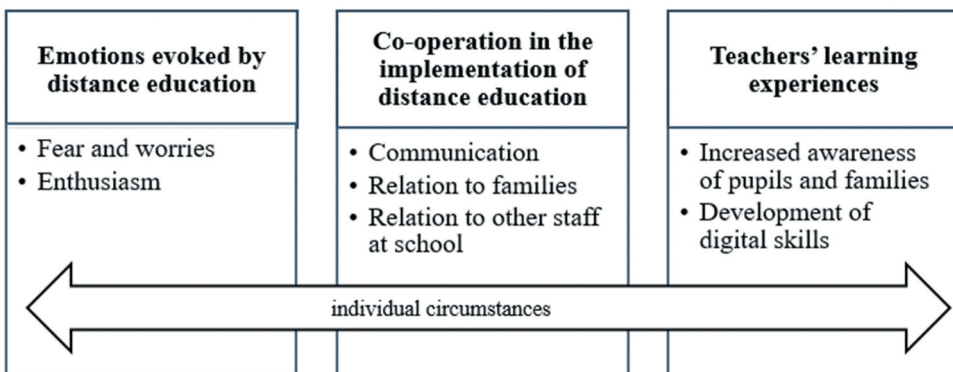 Emotions evoked by
distance education
• Fear and worries
• Enthusiasm
Co-operation in the
implementation of
distance education
• Communication
• Relation to families
• Relation to other staff
at school
Teachers’ learning
experiences
• Increased awareness
of pupils and families
• Development of
digital skills
individual circumstances